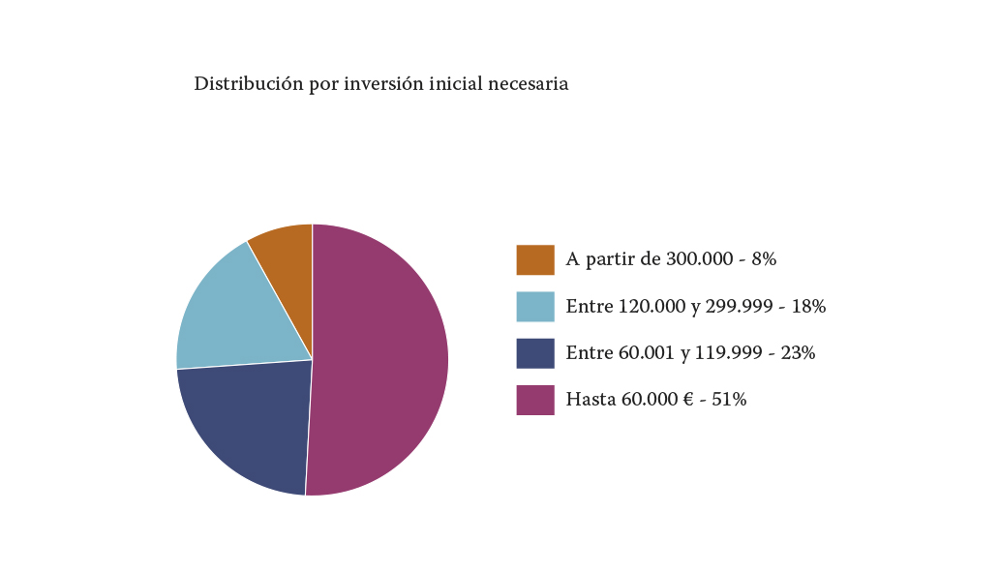 Distribución por inversión inicial necesaria
A partir de 300.000 - 8%
Entre 120.000 y 299.999 - 18%
Entre 60.001 y 119.999 - 23%
Hasta 60.000 € - 51%